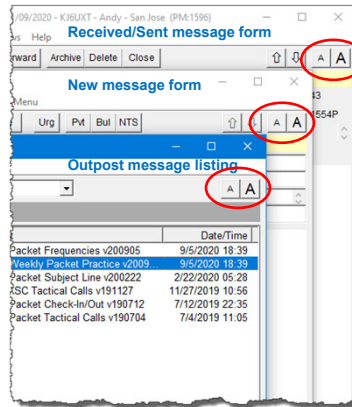 /09/2020 - KJ6UXT - Andy - San Jose (PM:1596)
Received/Sent message form
vs Help
rward Archive Delete Close A A
New message form
Menu
43
Urg Pvt Bul NTS A A
1554P
Outpost message listing
A A
Date/Time
Packet Frequencies v200905 9/5/2020 18:39
Weekly Packet Practice v2009... 9/5/2020 18:39
Packet Subject Line v200222 2/22/2020 05:28
XSC Tactical Calls v191127 11/27/2019 10:56
Packet Check-In/Out v190712 7/12/2019 22:35
Packet Tactical Calls v190704 7/4/2019 11:05